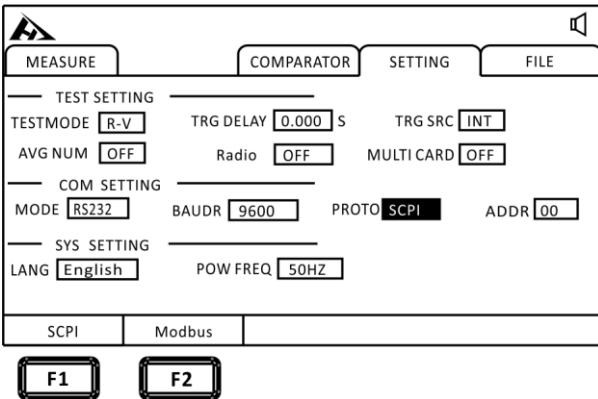 MEASURE COMPARATOR SETTING FILE
TEST SETTING
TESTMODE R-V TRG DELAY 0.000 S TRG SRC INT
AVG NUM OFF Radio OFF MULTI CARD OFF
COM SETTING
MODE RS232 BAUDR 9600 PROTO SCPI ADDR 00
SYS SETTING
LANG English POW FREQ 50HZ
SCPI Modbus
F1 F2